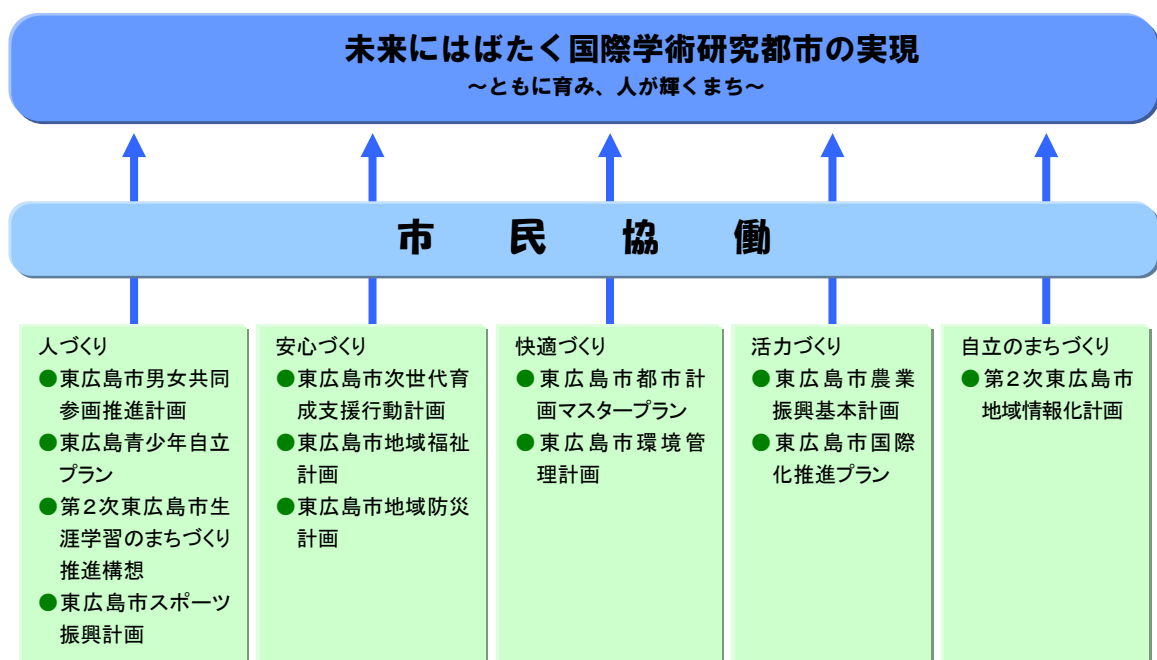 未来にはばたく国際学術研究都市の実現
～ともに育み、人が輝くまち～
市民協働
人づくり
●東広島市男女共同
参画推進計画
●東広島青少年自立
プラン
●第2次東広島市生
涯学習のまちづくり
推進構想
●東広島市スポーツ
振興計画
安心づくり
●東広島市次世代育
成支援行動計画
●東広島市地域福祉
計画
●東広島市地域防災
計画
快適づくり
●東広島市都市計
画マスタープラン
●東広島市環境管
理計画
活力づくり
●東広島市農業
振興基本計画
●東広島市国際
化推進プラン
自立のまちづくり
●第2次東広島市
地域情報化計画